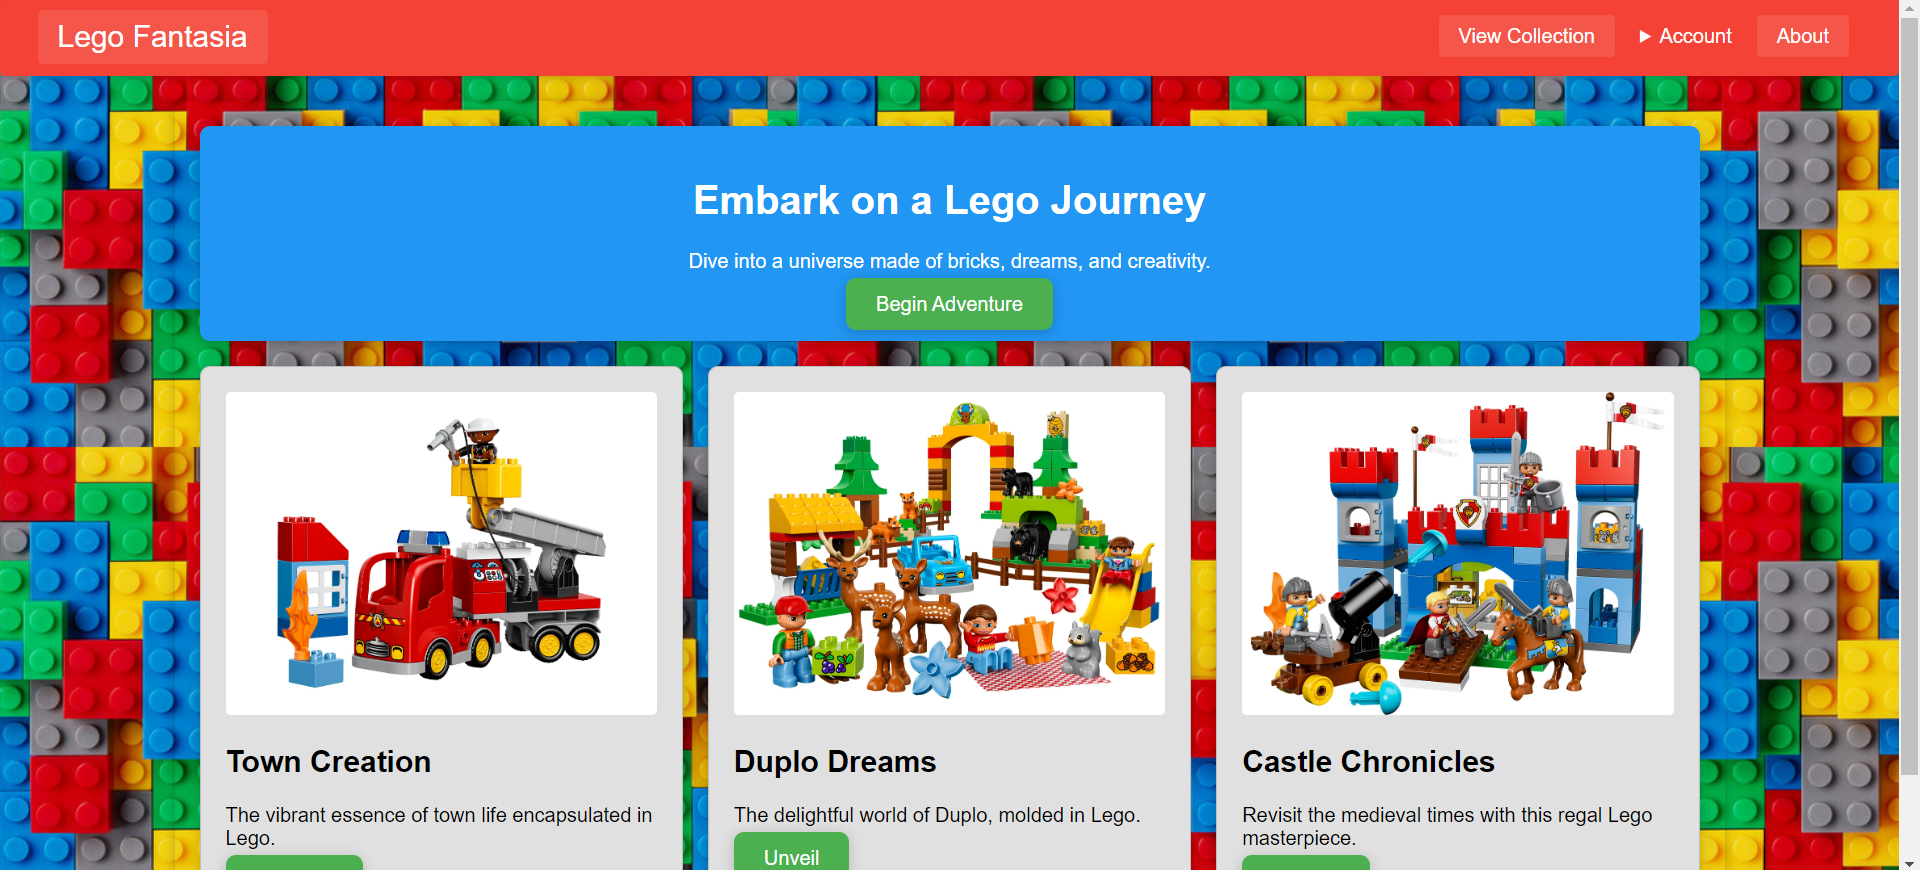 Lego Fantasia
View Collection
Account
About
Embark on a Lego Journey
Dive into a universe made of bricks, dreams, and creativity.
Begin Adventure
Town Creation
The vibrant essence of town life encapsulated in
Lego.
Duplo Dreams
The delightful world of Duplo, molded in Lego.
Unveil
Castle Chronicles
Revisit the medieval times with this regal Lego
masterpiece.